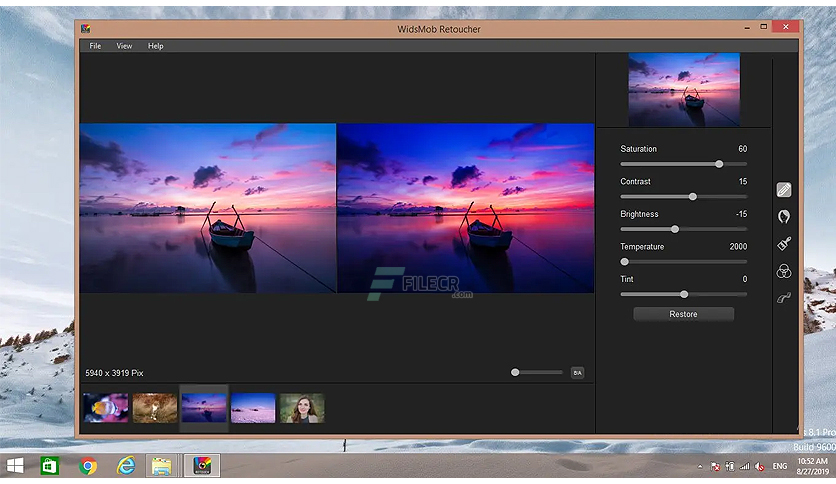 WidsMob Retoucher
File View Help
Saturation 60
Contrast 15
Brightness -15
Temperature 2000
Tint 0
Restore
FILECR
.com
5940 x 3919 Pix
B/A
s 8.1 Pro
Build 9600
ENG
10:52 AM
8/27/2019